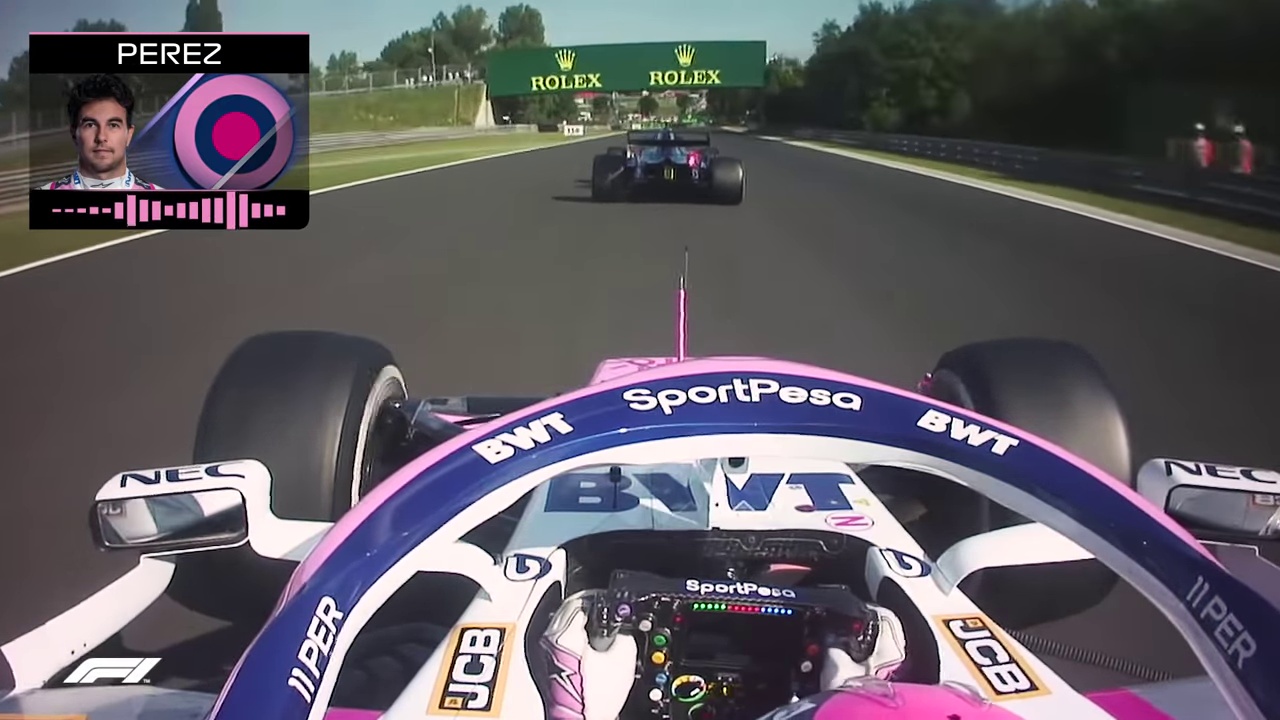 PEREZ
ROLEX ROLEX
SportPesa
BWT BWT
NEC NEC
BWT
SportPesa
11 PER 11 PER
JCB JCB
F1